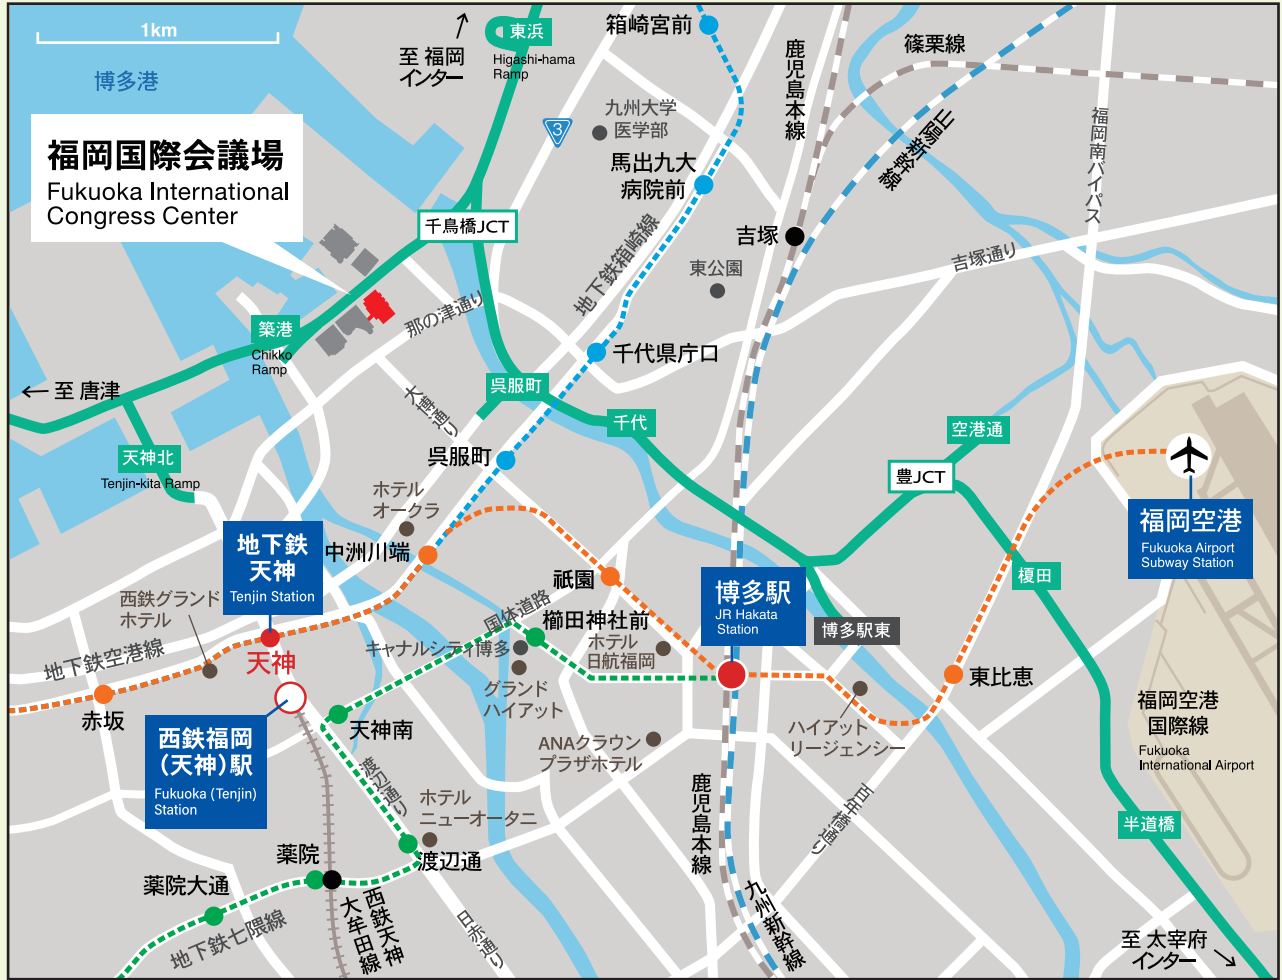 1km
博多港
至 福岡
インター
東浜
Higashi-hama
Ramp
箱崎宮前
鹿児島本線
篠栗線
山陽新幹線
福岡南バイパス
3
九州大学
医学部
馬出九大
病院前
福岡国際会議場
Fukuoka International
Congress Center
千鳥橋JCT
地下鉄箱崎線
吉塚
東公園
吉塚通り
那の津通り
築港
Chikko
Ramp
千代県庁口
至 唐津
大博通り
呉服町
千代
空港通
天神北
Tenjin-kita Ramp
呉服町
豊JCT
ホテル
オークラ
福岡空港
Fukuoka Airport
Subway Station
地下鉄
天神
Tenjin Station
中洲川端
祇園
榎田
博多駅
JR Hakata
Station
西鉄グランド
ホテル
国体道路
櫛田神社前
博多駅東
地下鉄空港線
天神
キャナルシティ博多
ホテル
日航福岡
グランド
ハイアット
東比恵
赤坂
天神南
福岡空港
国際線
Fukuoka
International Airport
西鉄福岡
(天神)駅
Fukuoka (Tenjin)
Station
ANAクラウン
プラザホテル
ハイアット
リージェンシー
渡辺通り
ホテル
ニューオータニ
鹿児島本線
百年橋通り
半道橋
薬院
渡辺通
薬院大通
西鉄天神
大牟田線
日赤通り
九州新幹線
地下鉄七隈線
至 太宰府
インター